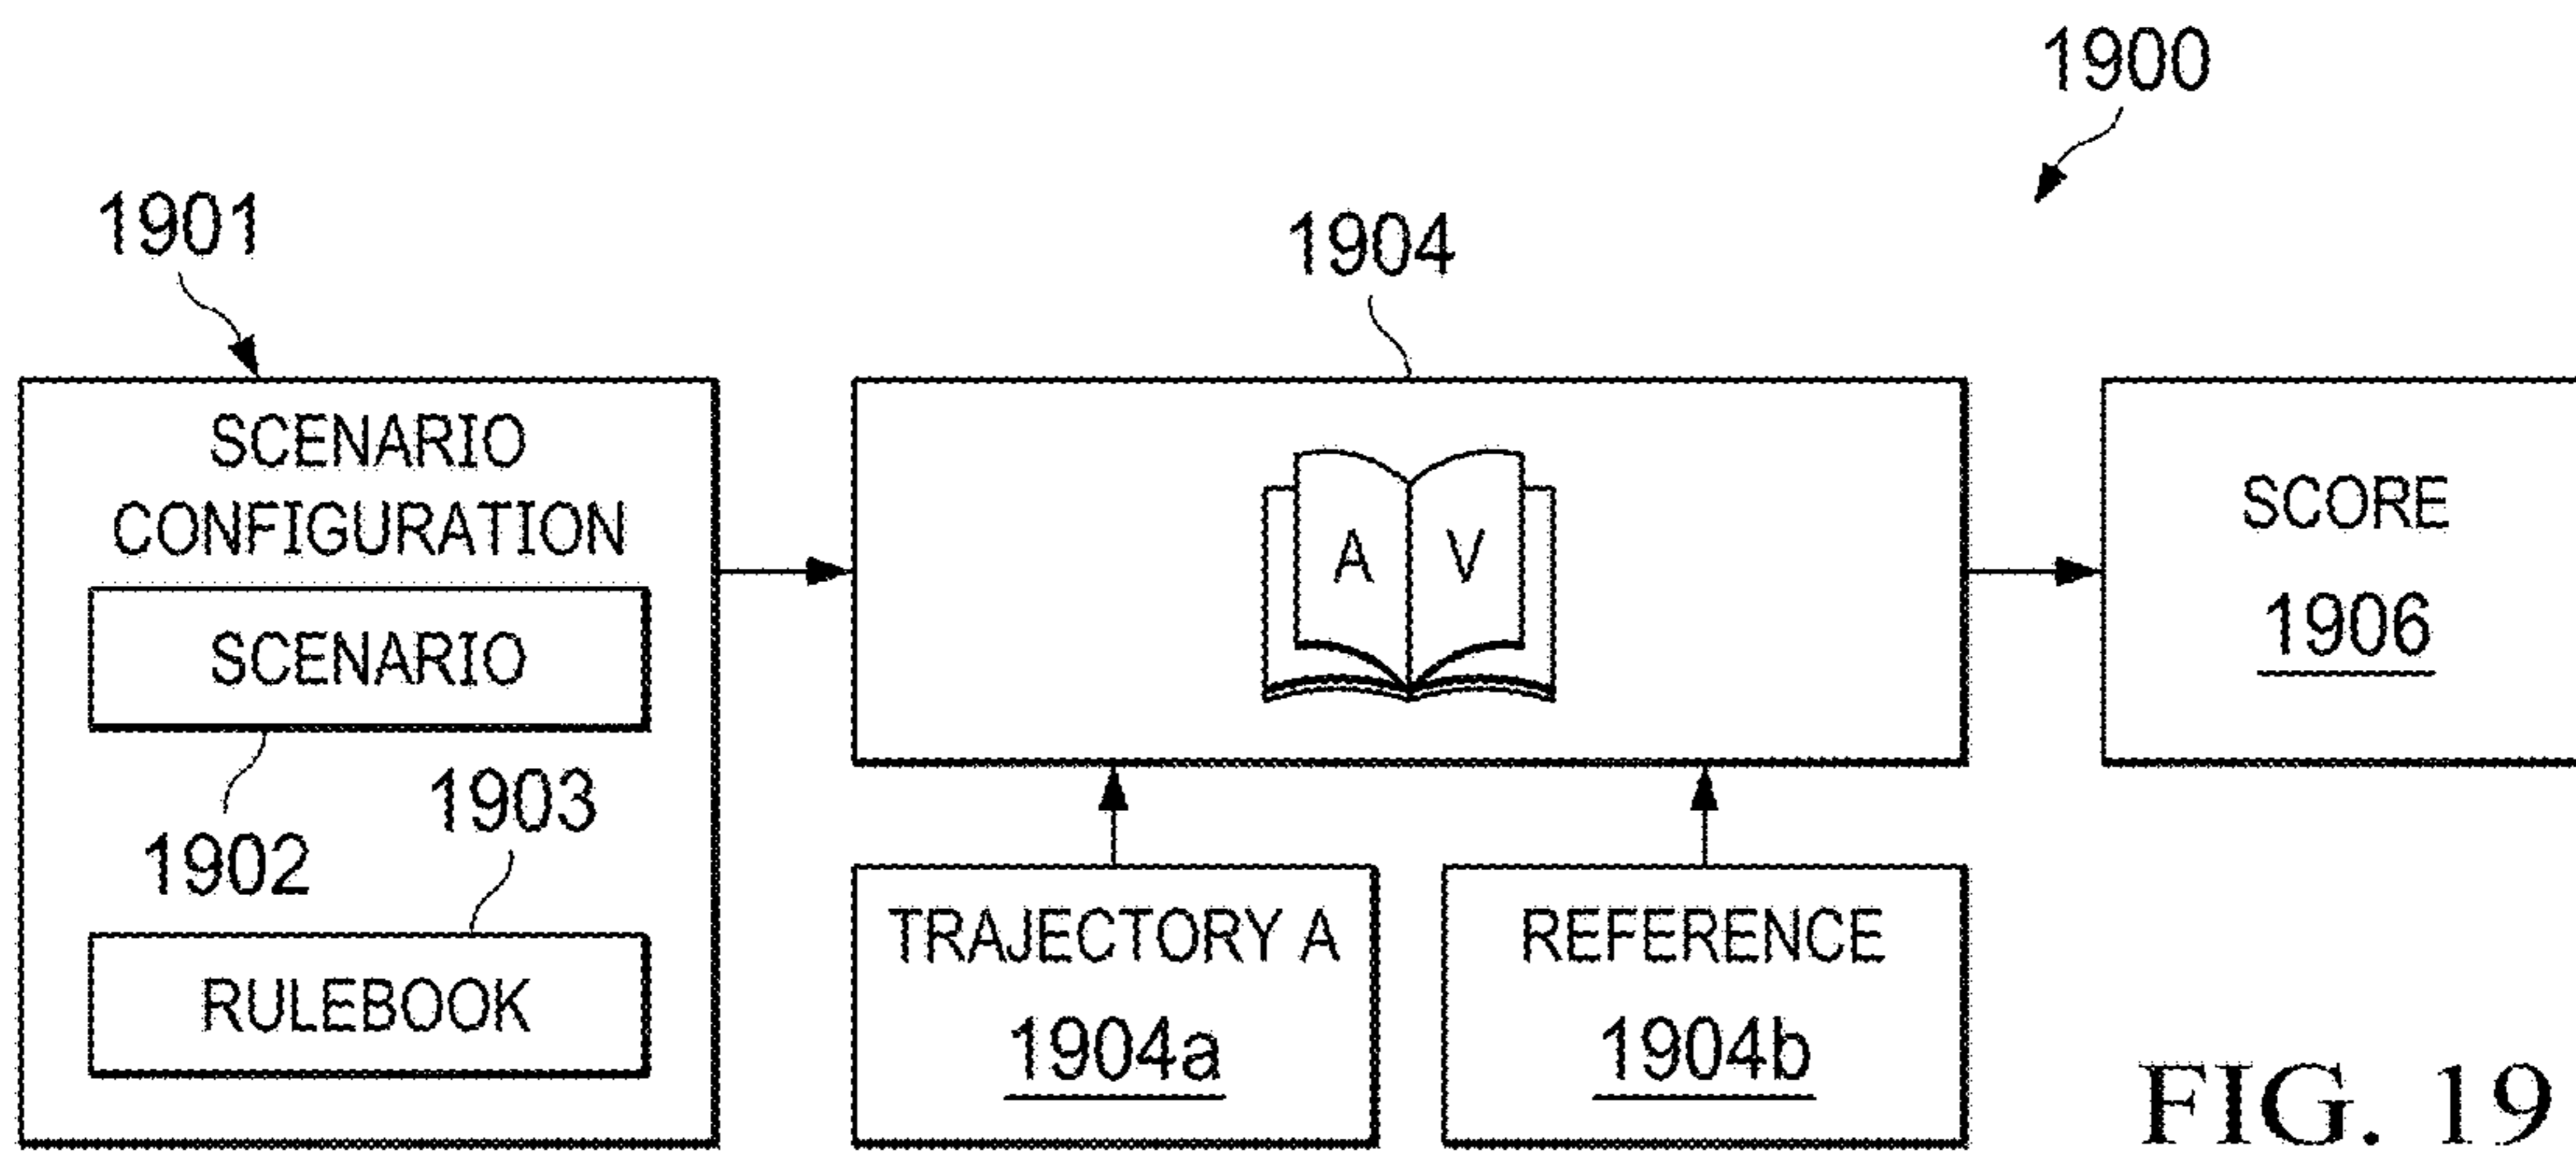 1900
1901
1904
SCENARIO
CONFIGURATION
SCENARIO
1902
1903
RULEBOOK
A V
SCORE
1906
TRAJECTORY A
1904a
REFERENCE
1904b
FIG. 19